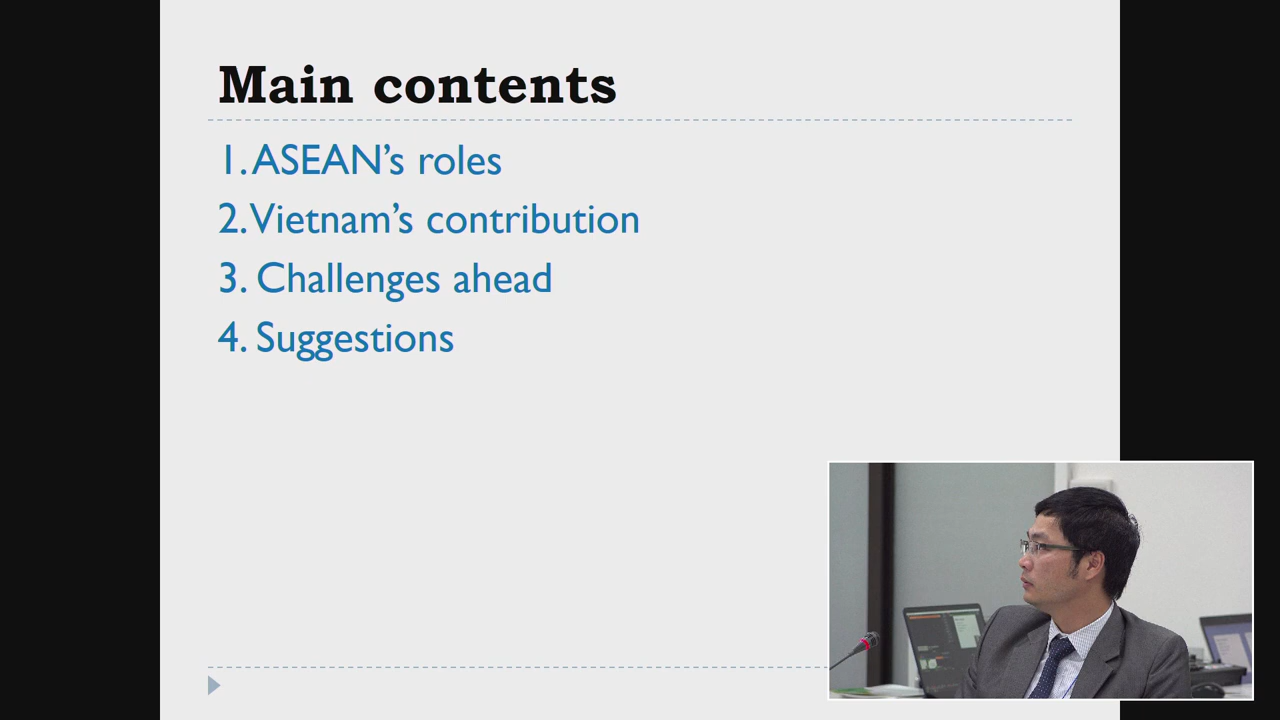 Main contents
1. ASEAN’s roles
2. Vietnam’s contribution
3. Challenges ahead
4. Suggestions